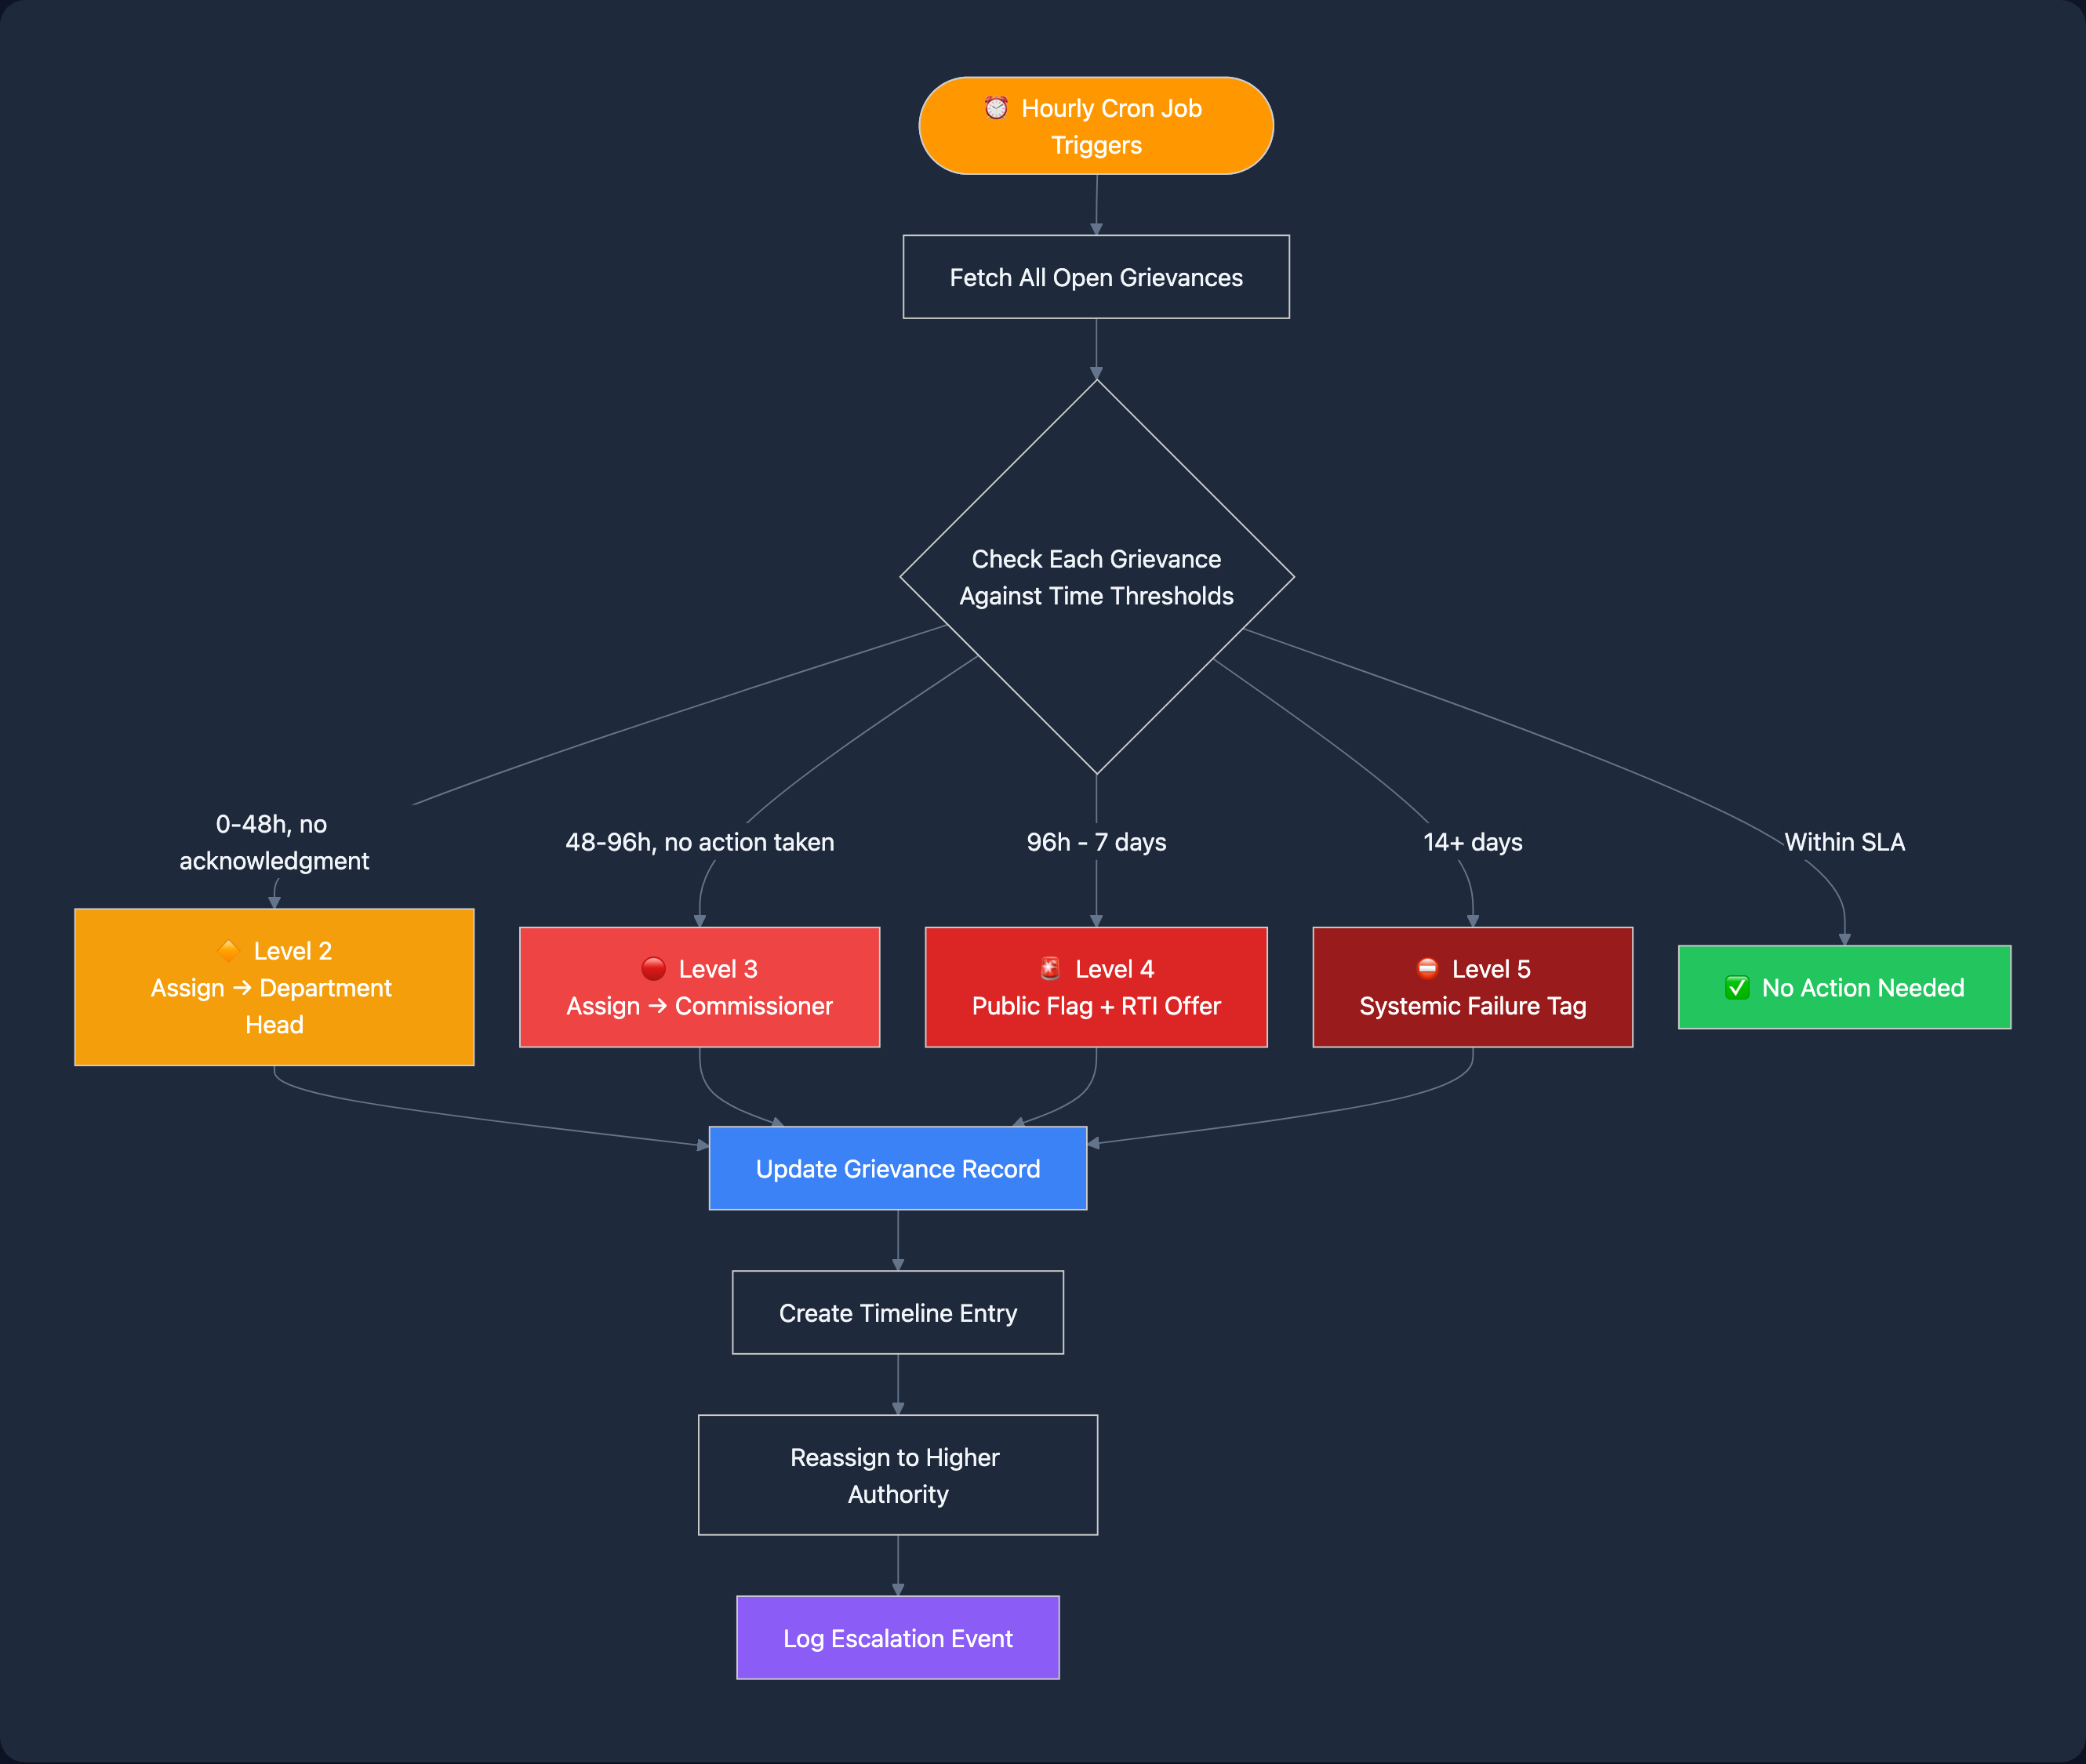 ⏰ Hourly Cron Job
Triggers
Fetch All Open Grievances
Check Each Grievance
Against Time Thresholds
0-48h, no
acknowledgment
48-96h, no action taken
96h - 7 days
14+ days
Within SLA
🔶 Level 2
Assign → Department
Head
🔴 Level 3
Assign → Commissioner
🚨 Level 4
Public Flag + RTI Offer
⛔ Level 5
Systemic Failure Tag
✅ No Action Needed
Update Grievance Record
Create Timeline Entry
Reassign to Higher
Authority
Log Escalation Event